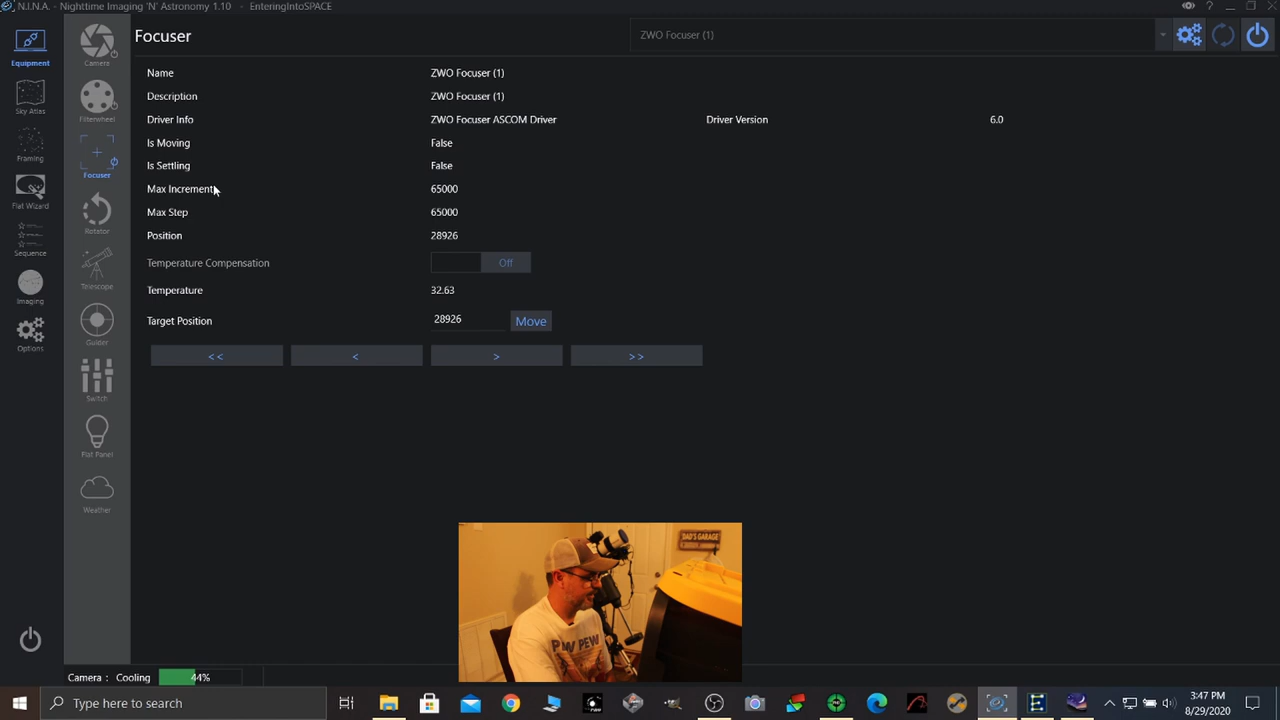 N.I.N.A. - Nighttime Imaging 'N' Astronomy 1.10 - EnteringIntoSPACE
Equipment
Sky Atlas
Framing
Flat Wizard
Sequence
Imaging
Options
Camera
Filterwheel
Focuser
Rotator
Telescope
Guider
Switch
Flat Panel
Weather
Focuser
ZWO Focuser (1)
Name ZWO Focuser (1)
Description ZWO Focuser (1)
Driver Info ZWO Focuser ASCOM Driver Driver Version 6.0
Is Moving False
Is Settling False
Max Increment 65000
Max Step 65000
Position 28926
Temperature Compensation Off
Temperature 32.63
Target Position 28926 Move
<< < > >>
DAD'S GARAGE
PEW PEW
Camera : Cooling 44%
Type here to search
3:47 PM
8/29/2020